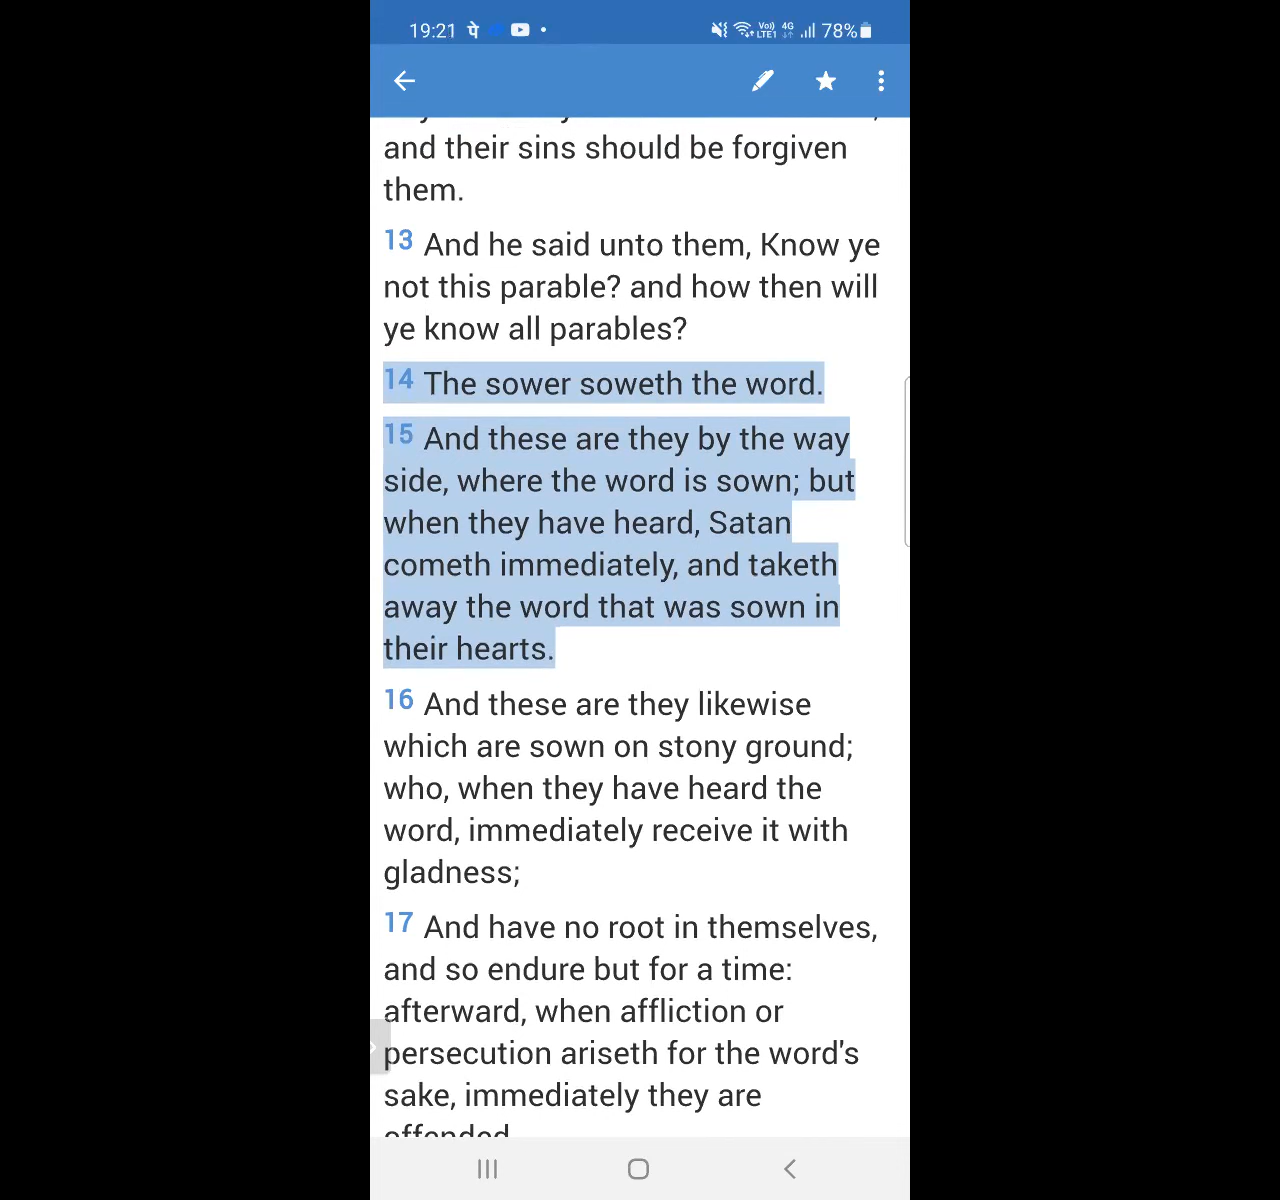 19:21 पे Vo)) 4G LTE1 78%
and their sins should be forgiven
them.
13 And he said unto them, Know ye
not this parable? and how then will
ye know all parables?
14 The sower soweth the word.
15 And these are they by the way
side, where the word is sown; but
when they have heard, Satan
cometh immediately, and taketh
away the word that was sown in
their hearts.
16 And these are they likewise
which are sown on stony ground;
who, when they have heard the
word, immediately receive it with
gladness;
17 And have no root in themselves,
and so endure but for a time:
afterward, when affliction or
persecution ariseth for the word's
sake, immediately they are
offended